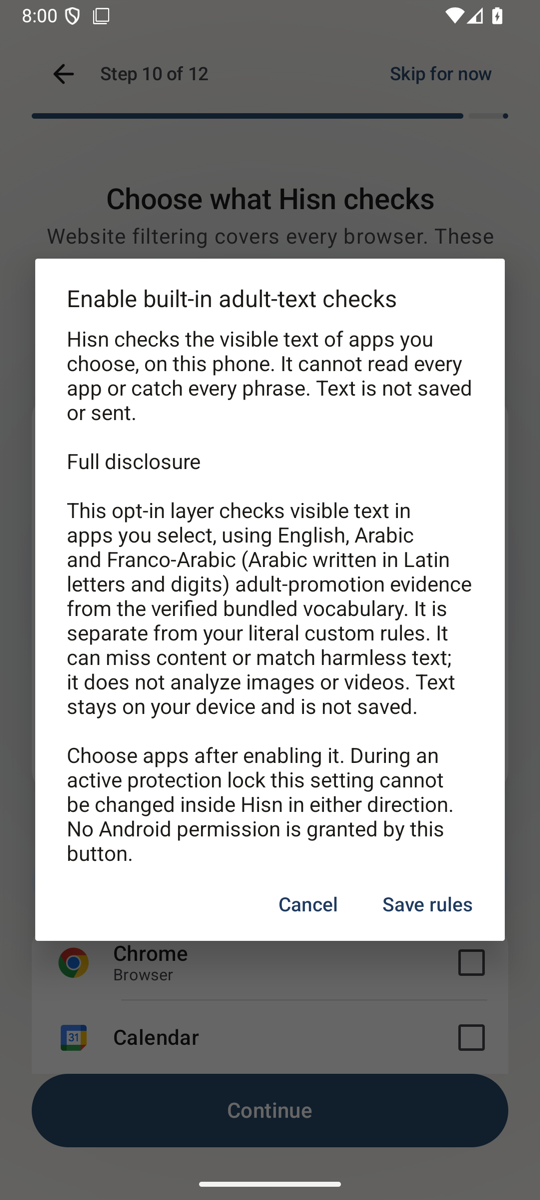 8:00
Step 10 of 12
Skip for now
Choose what Hisn checks
Website filtering covers every browser. These
Enable built-in adult-text checks
Hisn checks the visible text of apps you
choose, on this phone. It cannot read every
app or catch every phrase. Text is not saved
or sent.
Full disclosure
This opt-in layer checks visible text in
apps you select, using English, Arabic
and Franco-Arabic (Arabic written in Latin
letters and digits) adult-promotion evidence
from the verified bundled vocabulary. It is
separate from your literal custom rules. It
can miss content or match harmless text;
it does not analyze images or videos. Text
stays on your device and is not saved.
Choose apps after enabling it. During an
active protection lock this setting cannot
be changed inside Hisn in either direction.
No Android permission is granted by this
button.
Cancel
Save rules
Chrome
Browser
31
Calendar
Continue